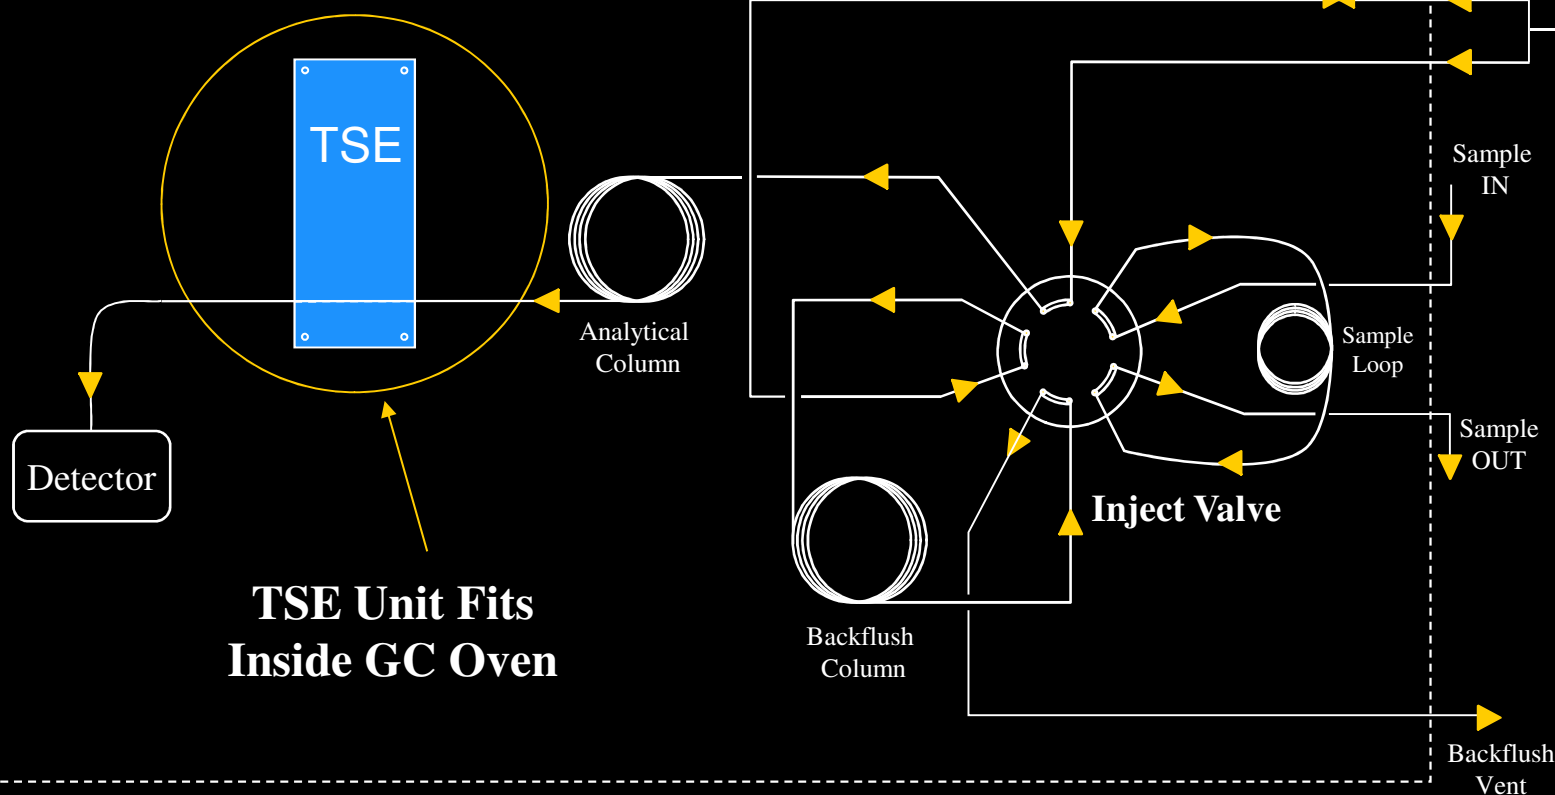 TSE
Sample
IN
Analytical
Column
Sample
Loop
Sample
OUT
Detector
Inject Valve
TSE Unit Fits
Inside GC Oven
Backflush
Column
Backflush
Vent